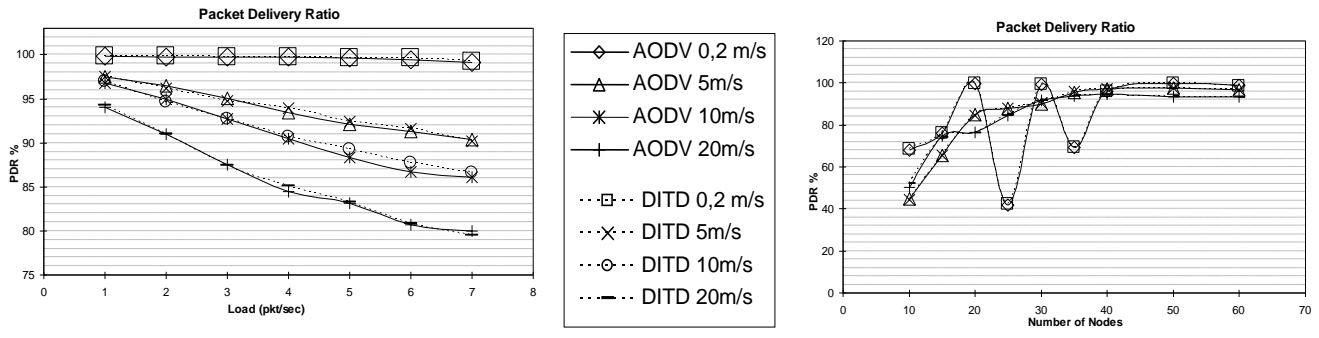 Packet Delivery Ratio
100
95
90
85
80
75
PDR %
0 1 2 3 4 5 6 7 8
Load (pkt/sec)
AODV 0,2 m/s
AODV 5m/s
AODV 10m/s
AODV 20m/s
DITD 0,2 m/s
DITD 5m/s
DITD 10m/s
DITD 20m/s
Packet Delivery Ratio
120
100
80
60
40
20
0
PDR %
0 10 20 30 40 50 60 70
Number of Nodes